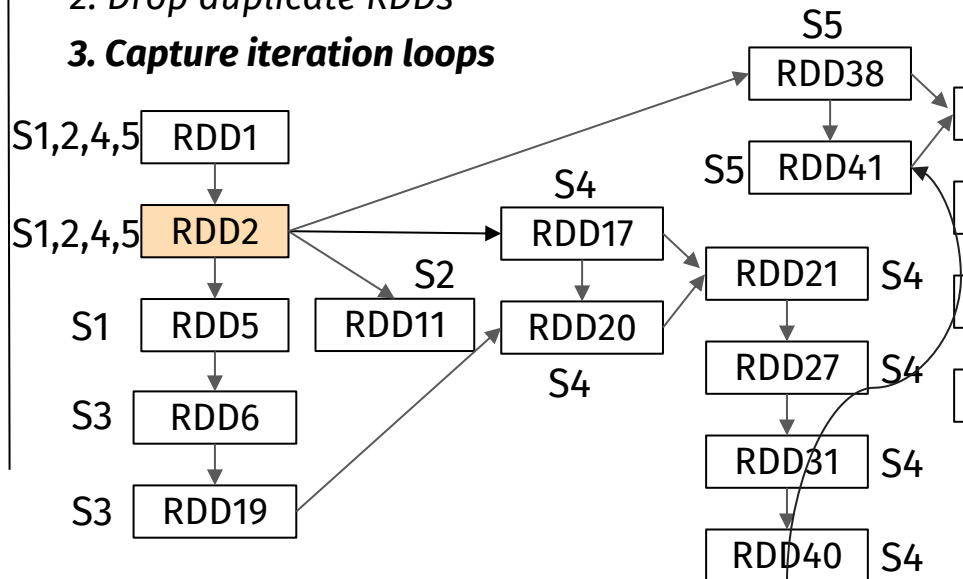 2. Drop duplicate RDDs
3. Capture iteration loops
S5
RDD38
S1,2,4,5
RDD1
S5
RDD41
S4
S1,2,4,5
RDD2
RDD17
S2
RDD21
S4
S1
RDD5
RDD11
RDD20
S4
RDD27
S4
S3
RDD6
RDD31
S4
S3
RDD19
RDD40
S4